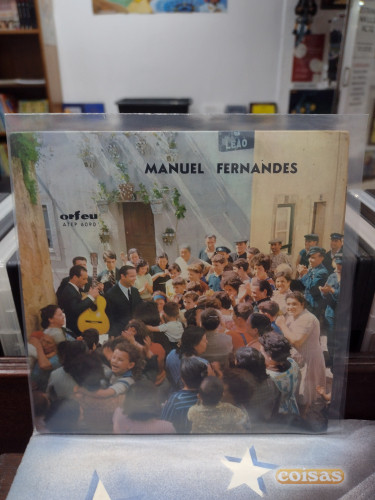 LEÃO
MANUEL FERNANDES
orfeu
ATEP 6090
coisas